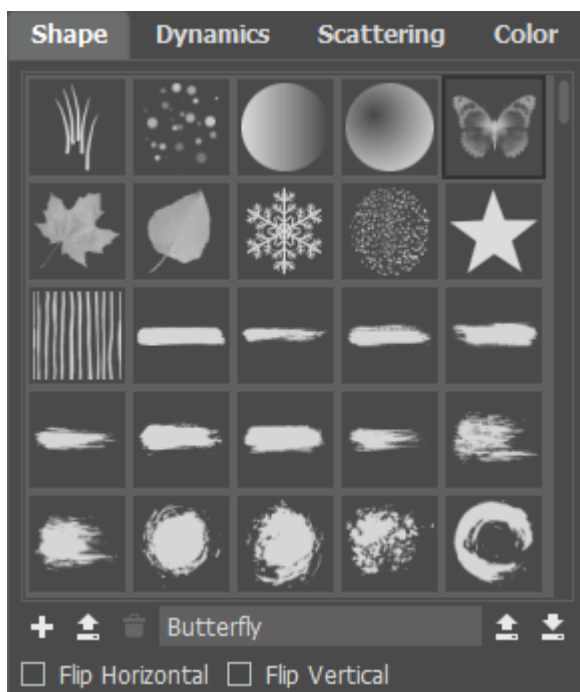 Shape Dynamics Scattering Color
Butterfly
Flip Horizontal Flip Vertical